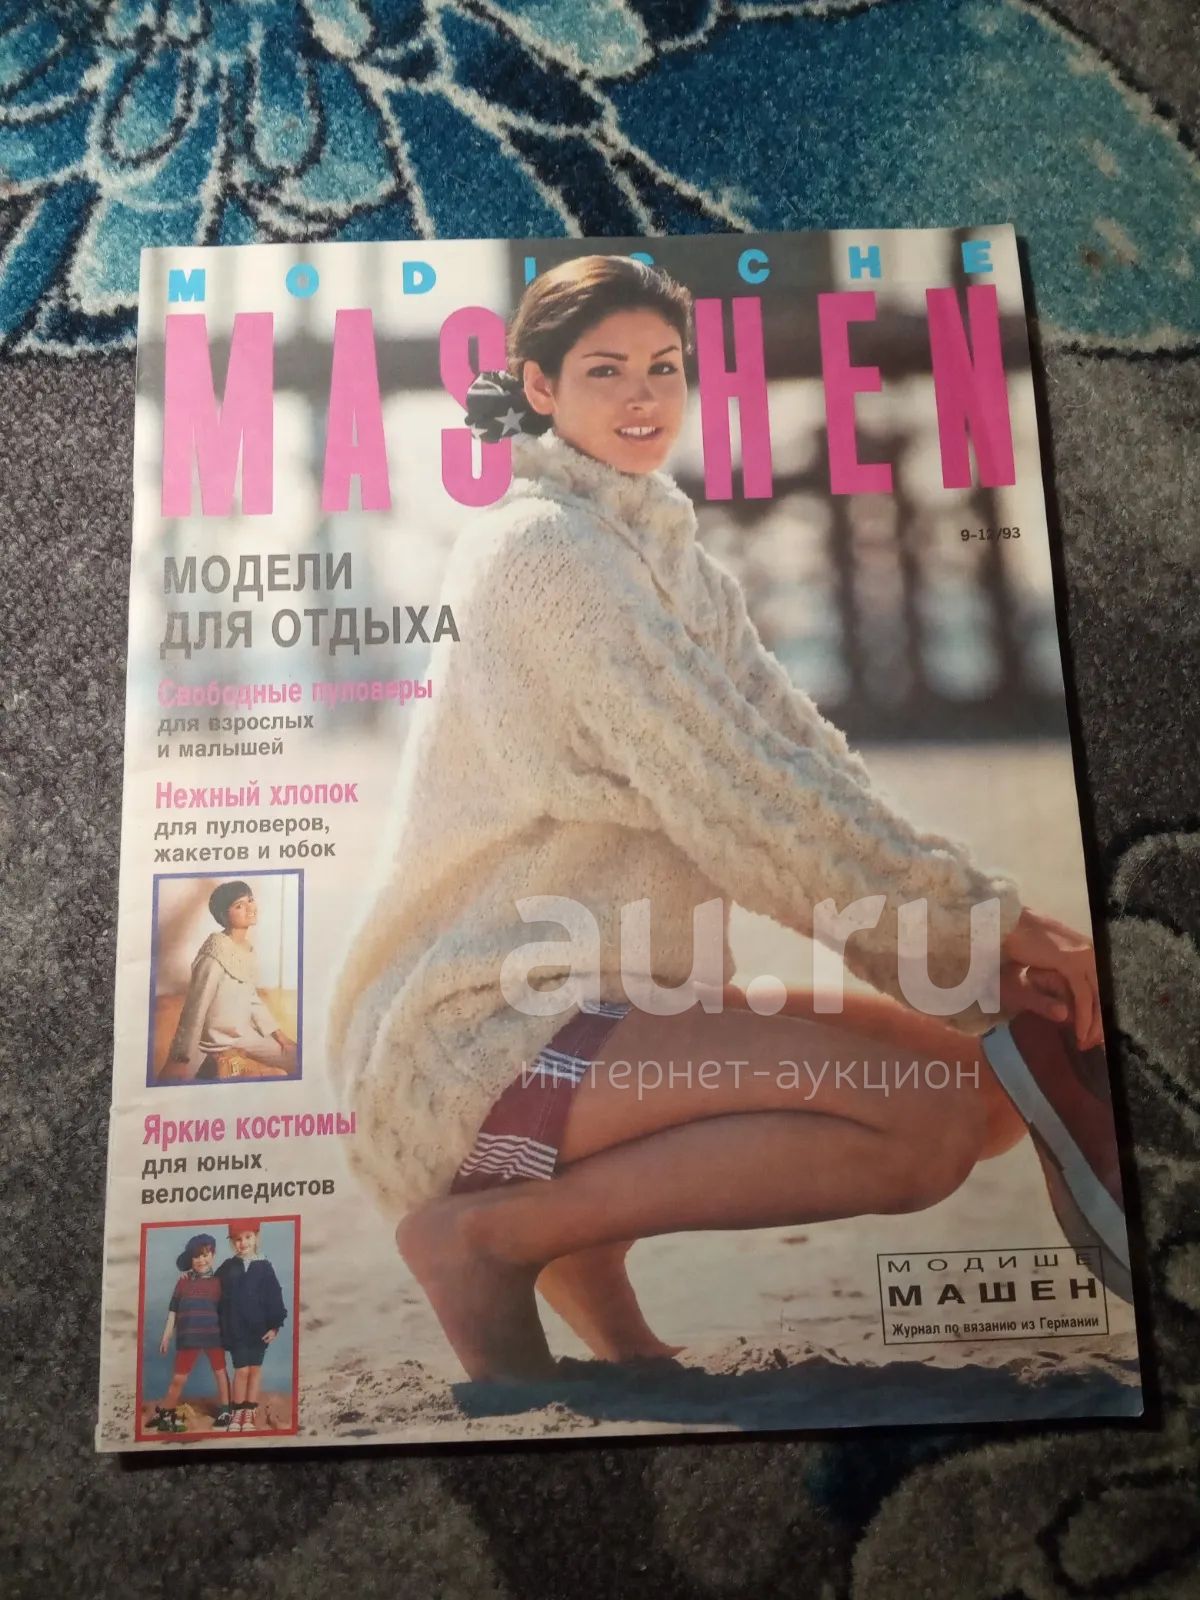 MODISCHE
MASCHEN
9-12/93
МОДЕЛИ
ДЛЯ ОТДЫХА
Свободные пуловеры
для взрослых
и малышей
Нежный хлопок
для пуловеров,
жакетов и юбок
au.ru
интернет-аукцион
Яркие костюмы
для юных
велосипедистов
МОДИШЕ
МАШЕН
Журнал по вязанию из Германии